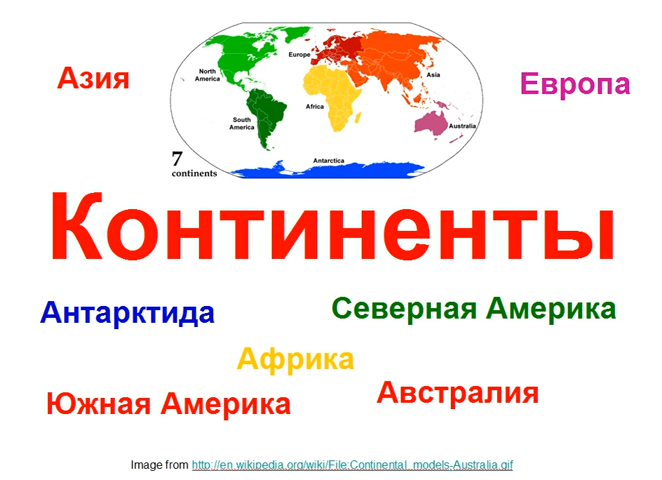 Азия
Европа
North
America
Europe
Asia
Africa
South
America
Australia
Antarctica
7
continents
Континенты
Антарктида
Северная Америка
Африка
Южная Америка
Австралия
Image from http://en.wikipedia.org/wiki/File:Continental_models-Australia.gif